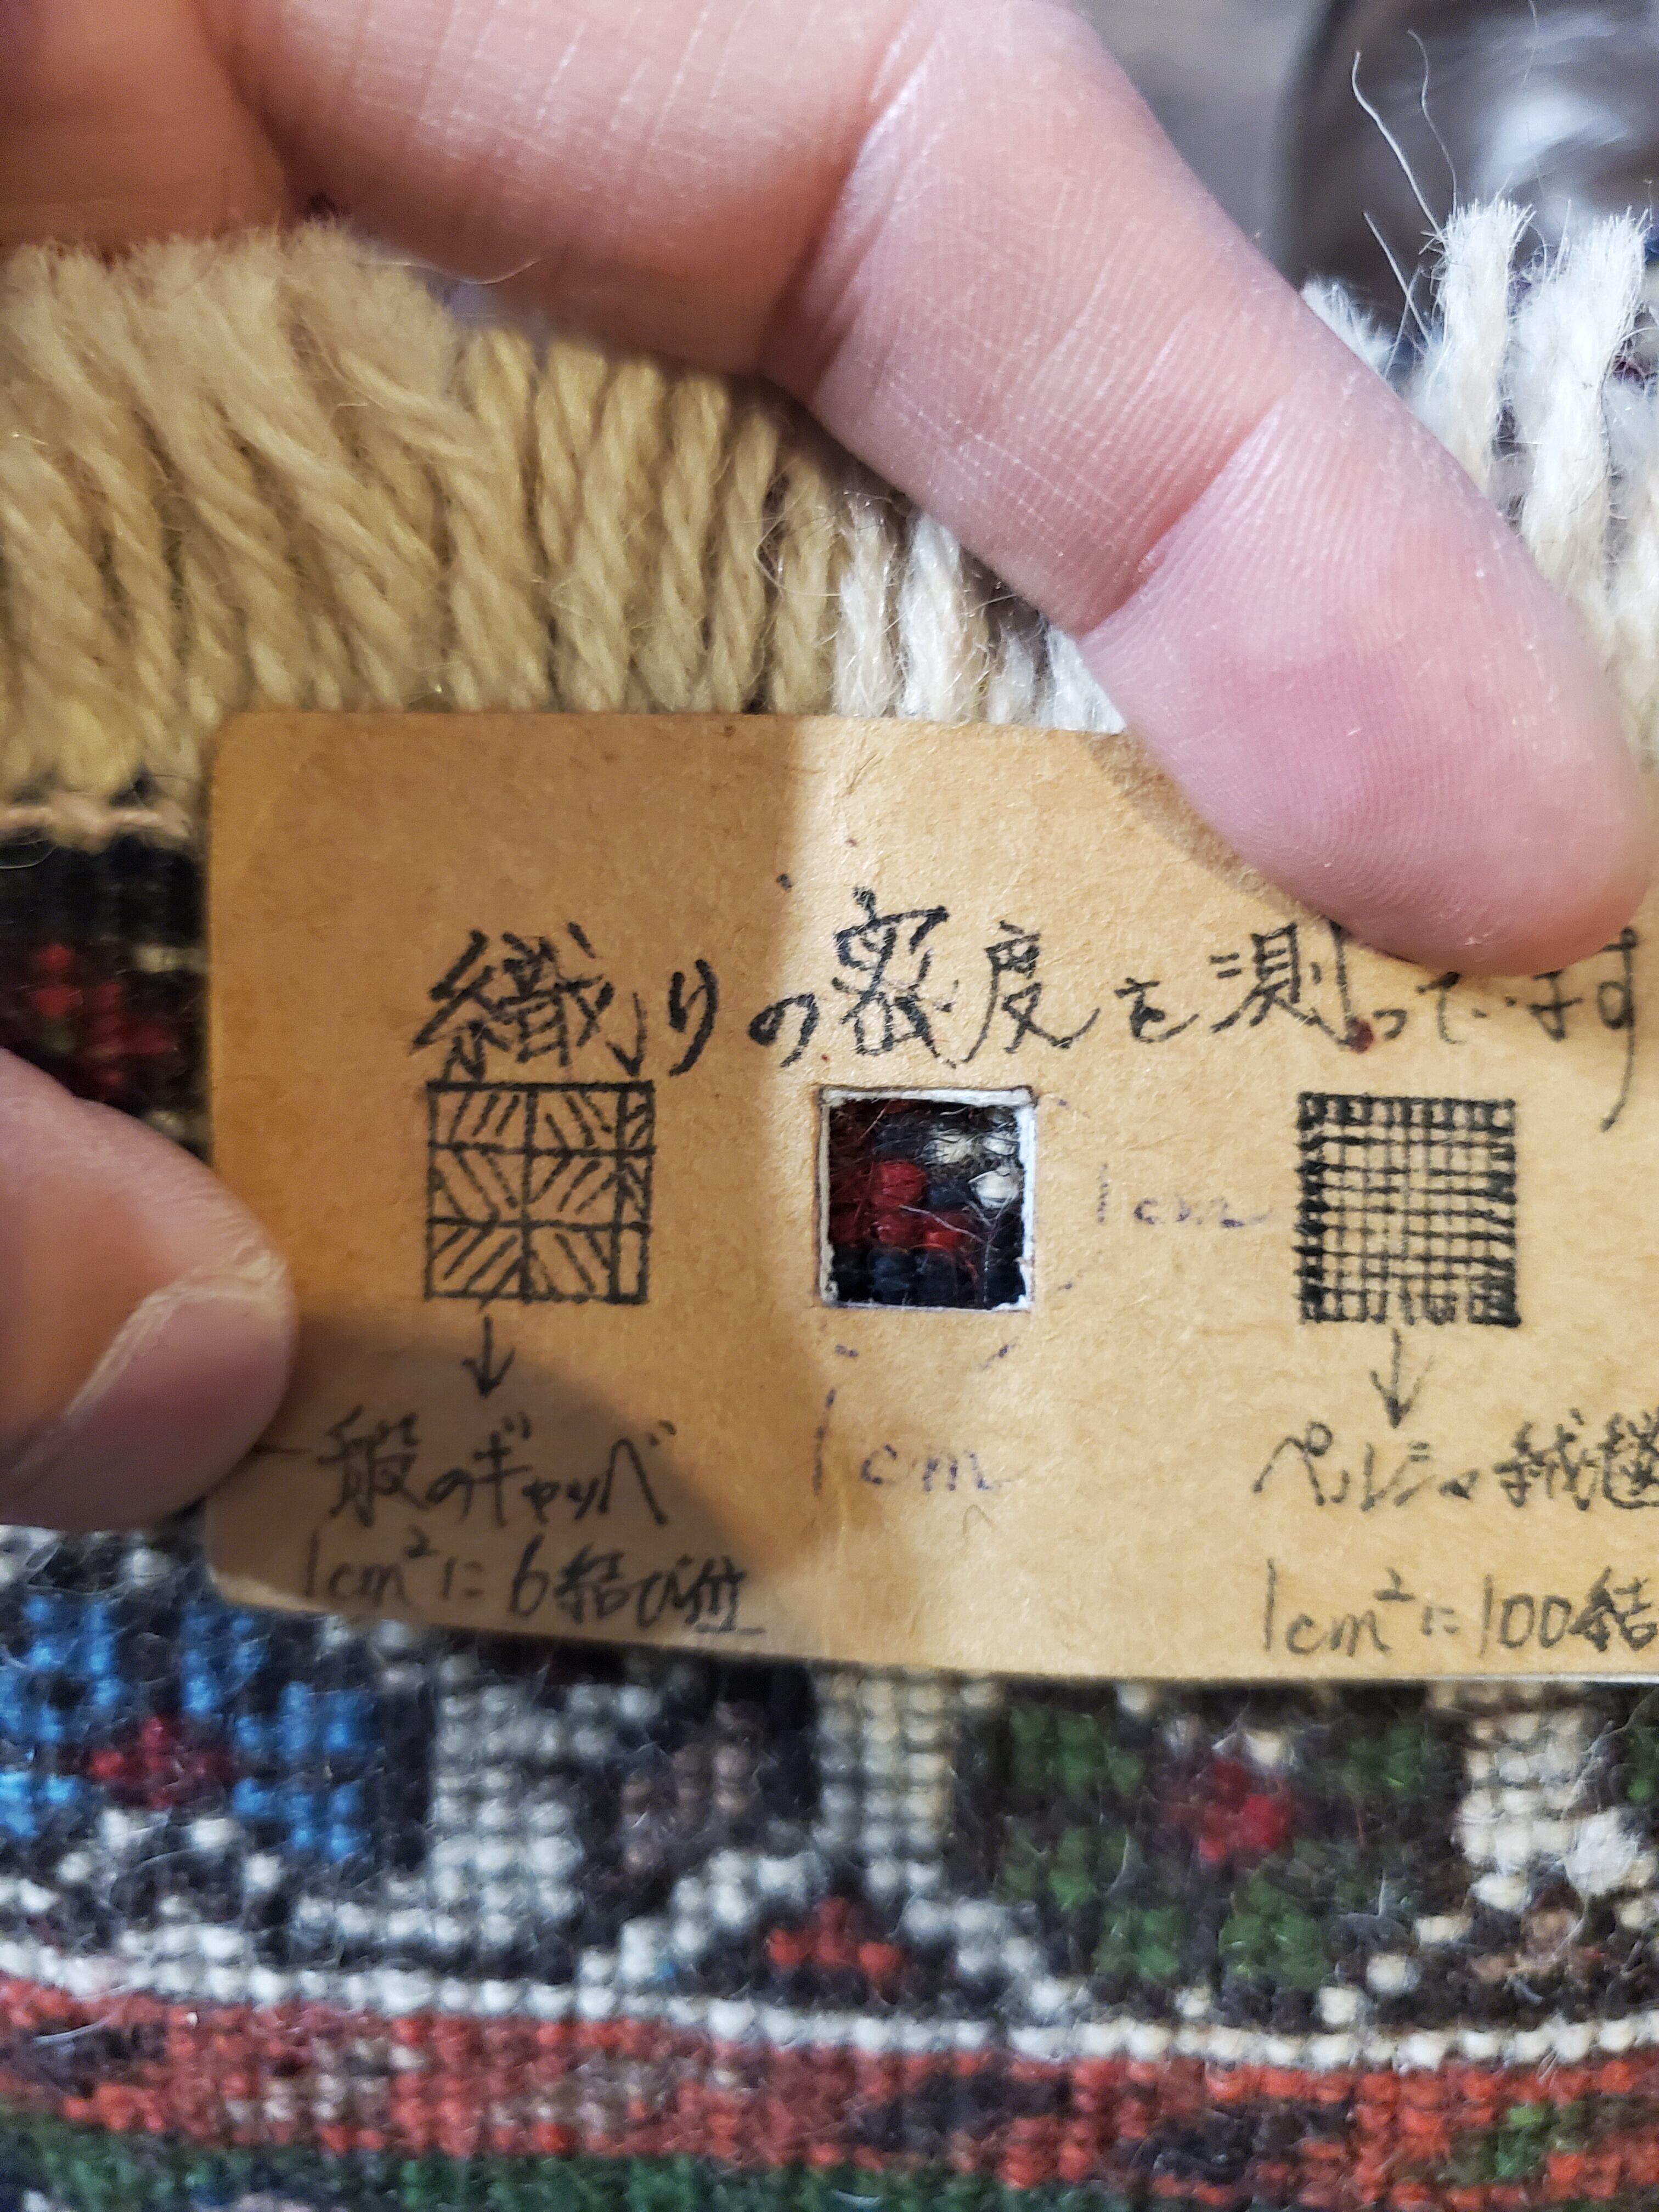 織りの密度を測ってます
1cm
1cm
一般のギャッベ
1cm²に6結び位
ペルシャ絨毯
1cm²に100結